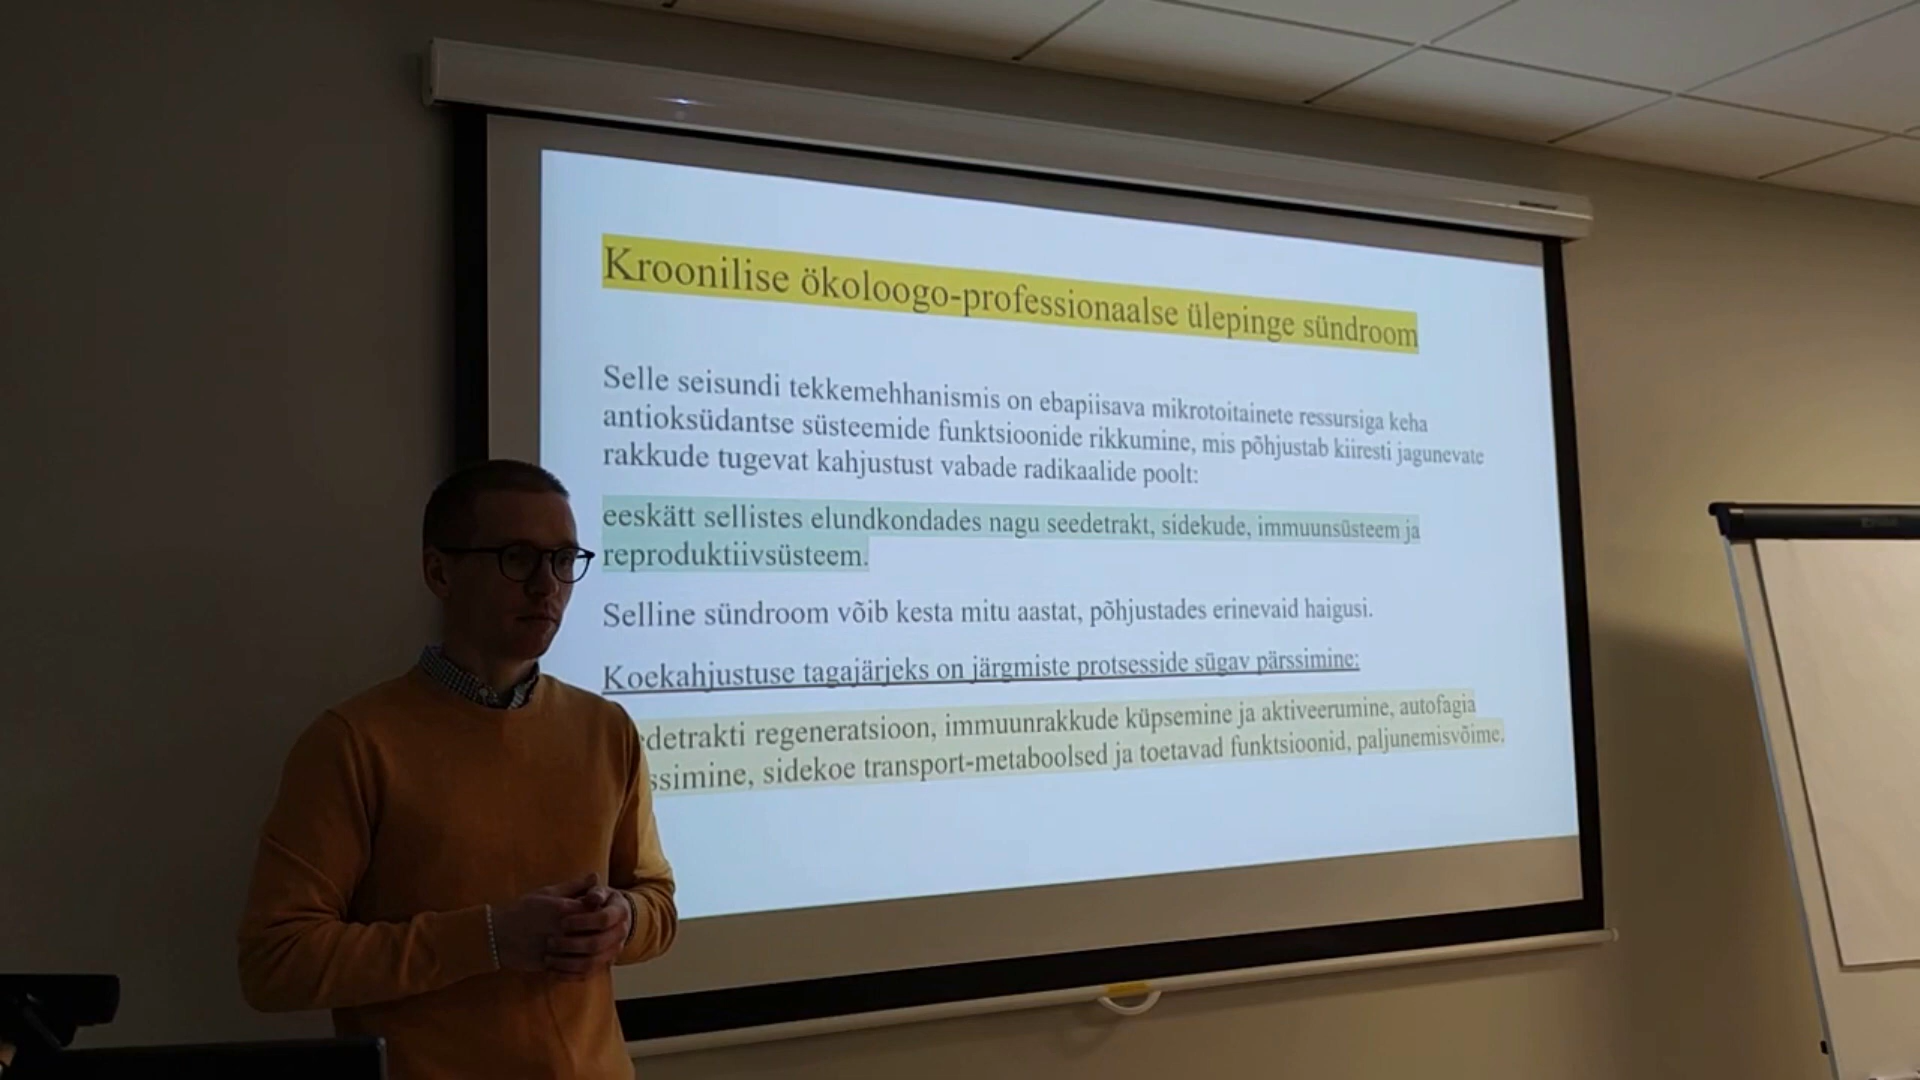 Kroonilise ökoloogo-professionaalse ülepinge sündroom
Selle seisundi tekkemehhanismis on ebapiisava mikrotoitainete ressursiga keha
antioksüdantse süsteemide funktsioonide rikkumine, mis põhjustab kiiresti jagunevate
rakkude tugevat kahjustust vabade radikaalide poolt:
eeskätt sellistes elundkondades nagu seedetrakt, sidekude, immuunsüsteem ja
reproduktiivsüsteem.
Selline sündroom võib kesta mitu aastat, põhjustades erinevaid haigusi.
Koekahjustuse tagajärjeks on järgmiste protsesside sügav pärssimine:
detrakti regeneratsioon, immuunrakkude küpsemine ja aktiveerumine, autofagia
ssimine, sidekoe transport-metaboolsed ja toetavad funktsioonid, paljunemisvõime.